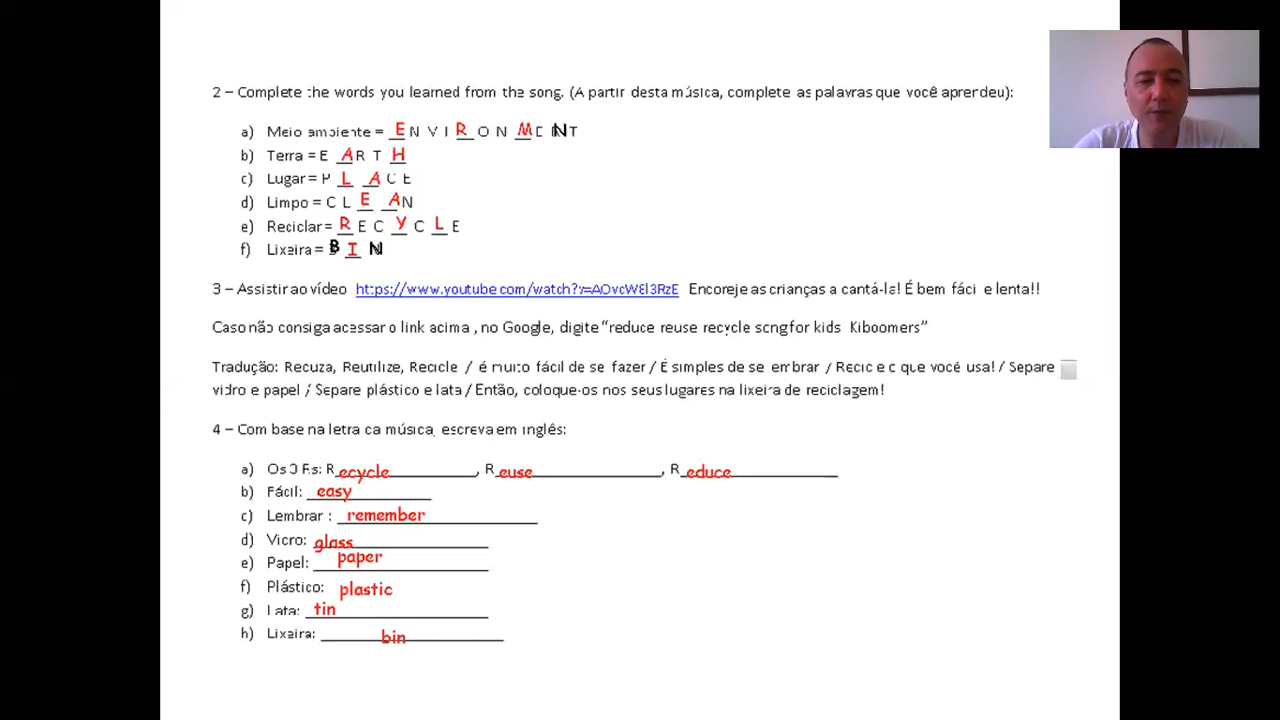 2 – Complete the words you learned from the song. (A partir desta música, complete as palavras que você aprendeu):
a) Meio ambiente = E N V I R O N M E N T
b) Terra = E A R T H
c) Lugar = P L A C E
d) Limpo = C L E A N
e) Reciclar = R E C Y C L E
f) Lixeira = B I N
3 – Assistir ao vídeo https://www.youtube.com/watch?v=AOvcW8l3RzE Encoreje as crianças a cantá-la! É bem fácil e lenta!!
Caso não consiga acessar o link acima , no Google, digite “reduce reuse recycle song for kids Kiboomers”
Tradução: Reduza, Reutilize, Recicle / é muito fácil de se fazer / É simples de se lembrar / Recicle o que você usa! / Separe
vidro e papel / Separe plástico e lata / Então, coloque-os nos seus lugares na lixeira de reciclagem!
4 – Com base na letra da música, escreva em inglês:
a) Os 3 Rs: Recycle, Reuse, Reduce
b) Fácil: easy
c) Lembrar : remember
d) Vidro: glass
e) Papel: paper
f) Plástico: plastic
g) Lata: tin
h) Lixeira: bin